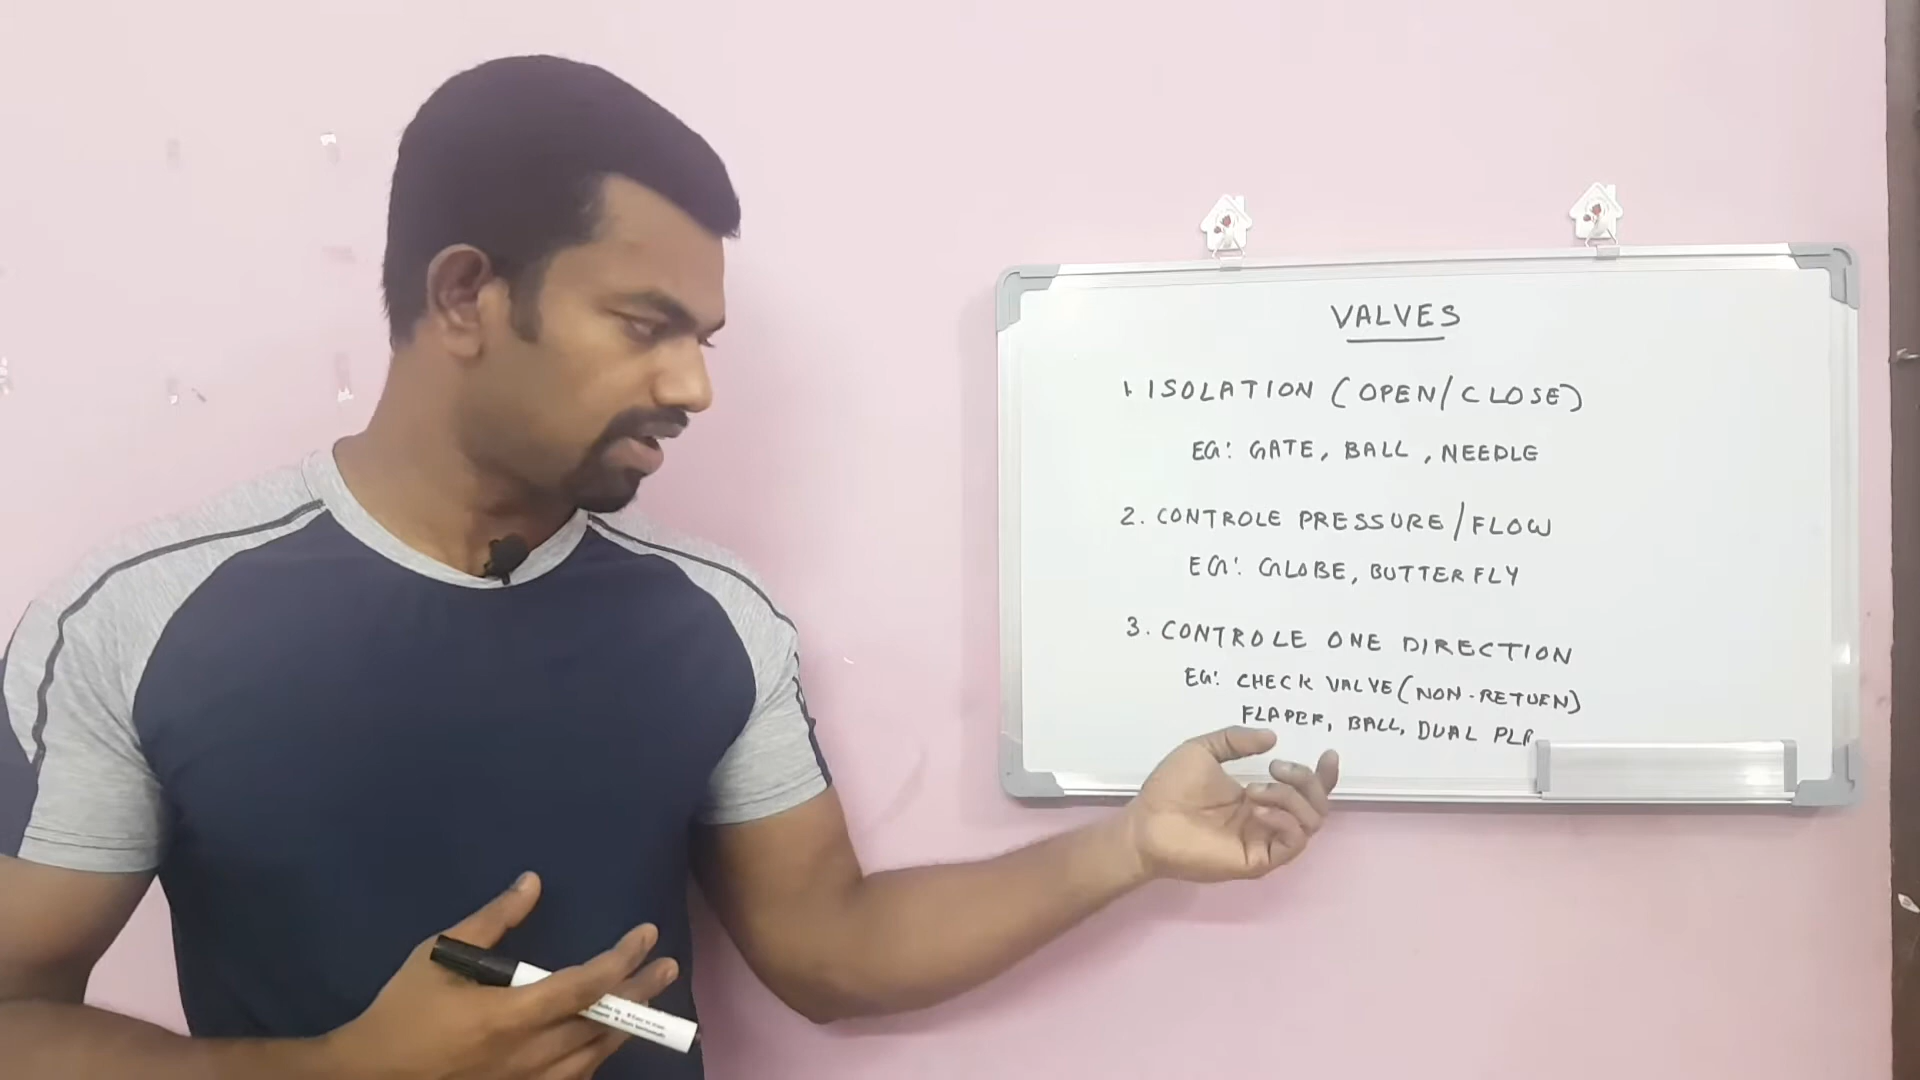 VALVES
1. ISOLATION (OPEN/CLOSE)
EG: GATE, BALL, NEEDLE
2. CONTROLE PRESSURE/FLOW
EG: GLOBE, BUTTERFLY
3. CONTROLE ONE DIRECTION
EG: CHECK VALVE (NON-RETURN)
FLAPER, BALL, DUAL